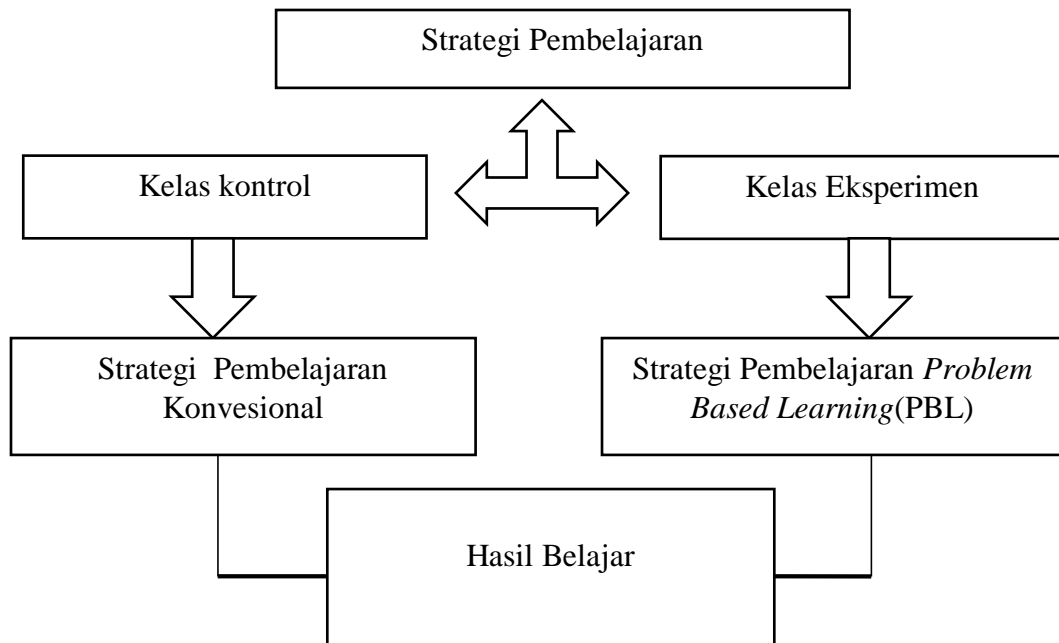 Strategi Pembelajaran
Kelas kontrol
Kelas Eksperimen
Strategi  Pembelajaran
Konvesional
Strategi Pembelajaran Problem
Based Learning(PBL)
Hasil Belajar